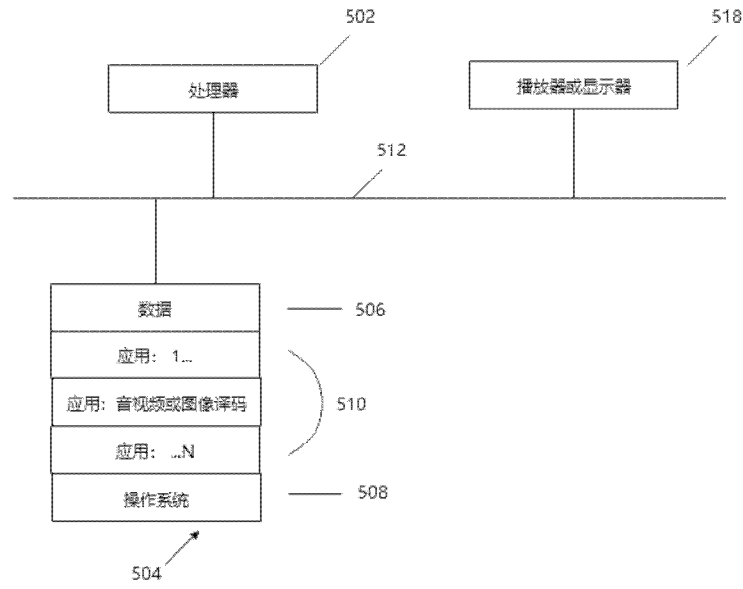 502
518
处理器
播放器或显示器
512
数据
506
应用： 1...
应用：音视频或图像译码
510
应用： ...N
操作系统
508
504